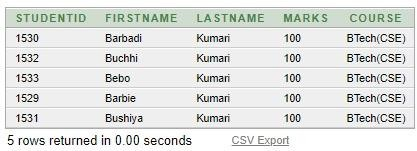 STUDENTID FIRSTNAME LASTNAME MARKS COURSE
1530 Barbadi Kumari 100 BTech(CSE)
1532 Buchhi Kumari 100 BTech(CSE)
1533 Bebo Kumari 100 BTech(CSE)
1529 Barbie Kumari 100 BTech(CSE)
1531 Bushiya Kumari 100 BTech(CSE)
5 rows returned in 0.00 seconds CSV Export